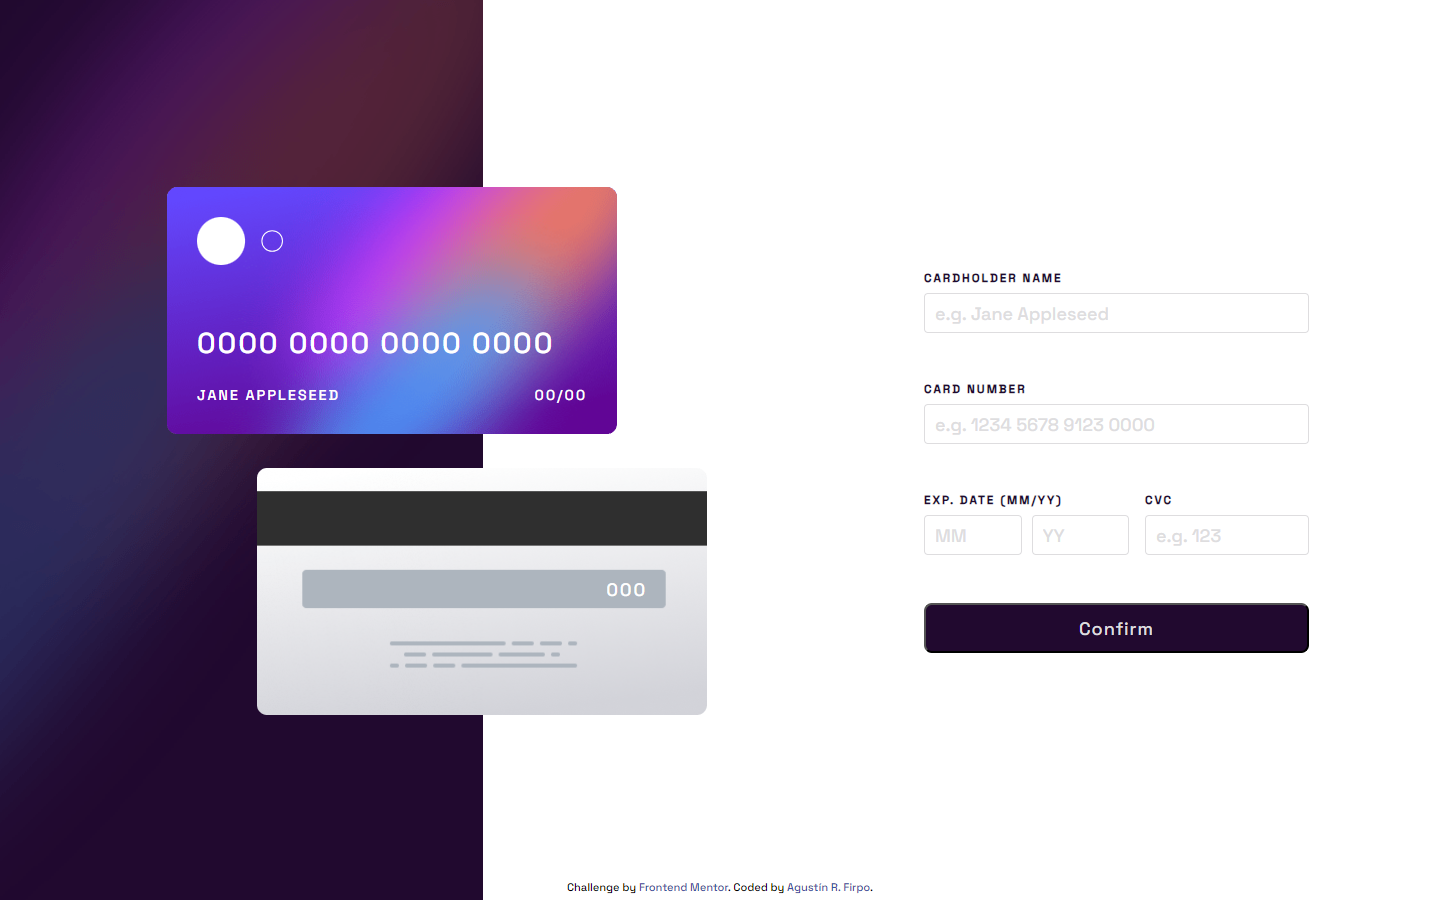 0000 0000 0000 0000
JANE APPLESEED 00/00
000
CARDHOLDER NAME
e.g. Jane Appleseed
CARD NUMBER
e.g. 1234 5678 9123 0000
EXP. DATE (MM/YY) CVC
MM YY e.g. 123
Confirm
Challenge by Frontend Mentor. Coded by Agustín R. Firpo.